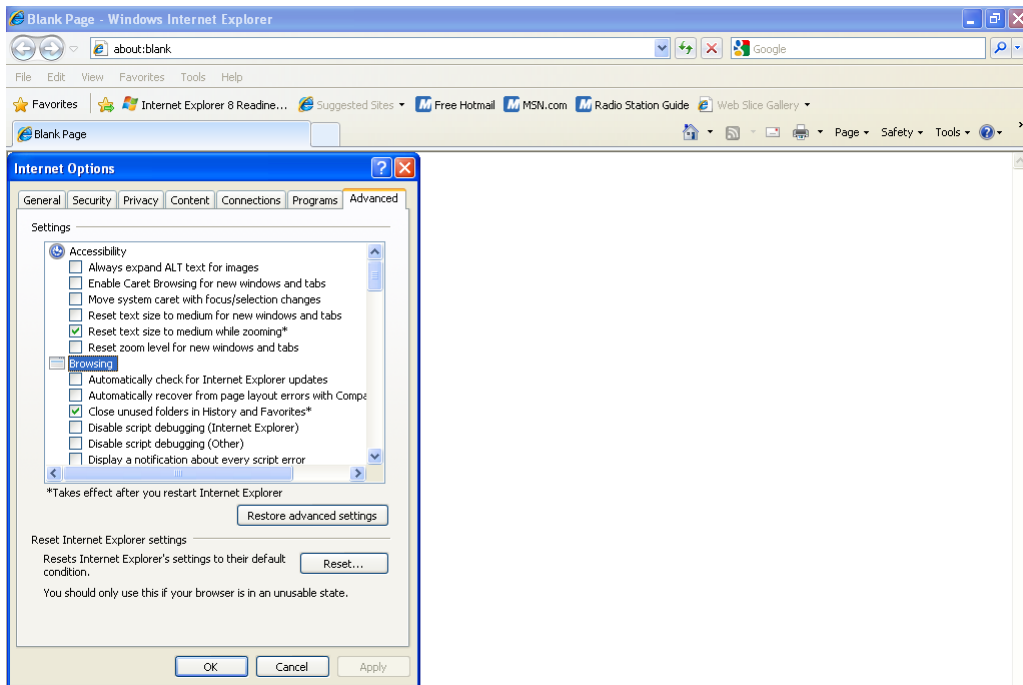 Blank Page - Windows Internet Explorer
about:blank
Google
File Edit View Favorites Tools Help
Favorites Internet Explorer 8 Readine... Suggested Sites Free Hotmail MSN.com Radio Station Guide Web Slice Gallery
Blank Page
Page Safety Tools
Internet Options
General Security Privacy Content Connections Programs Advanced
Settings
Accessibility
Always expand ALT text for images
Enable Caret Browsing for new windows and tabs
Move system caret with focus/selection changes
Reset text size to medium for new windows and tabs
Reset text size to medium while zooming*
Reset zoom level for new windows and tabs
Browsing
Automatically check for Internet Explorer updates
Automatically recover from page layout errors with Compa
Close unused folders in History and Favorites*
Disable script debugging (Internet Explorer)
Disable script debugging (Other)
Display a notification about every script error
*Takes effect after you restart Internet Explorer
Restore advanced settings
Reset Internet Explorer settings
Resets Internet Explorer's settings to their default
condition.
Reset...
You should only use this if your browser is in an unusable state.
OK Cancel Apply